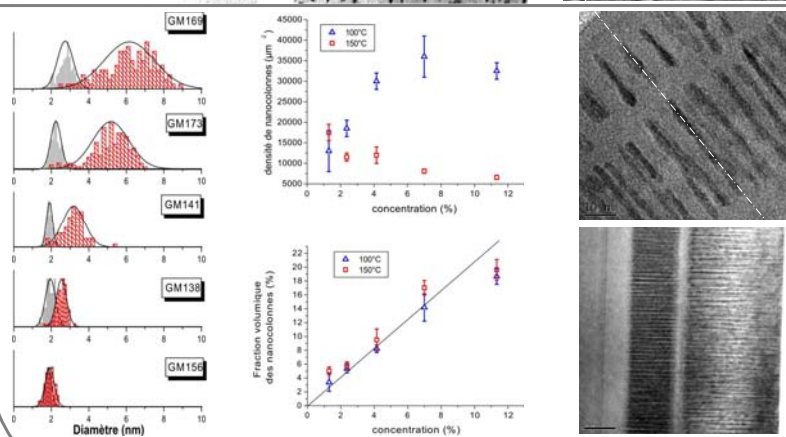 GM169
0 2 4 6 8 10
GM173
0 2 4 6 8 10
GM141
0 2 4 6 8 10
GM138
0 2 4 6 8 10
GM156
0 2 4 6 8 10
Diamètre (nm)
densité de nanocolonnes (µm⁻²)
45000
40000
35000
30000
25000
20000
15000
10000
5000
100°C
150°C
0 2 4 6 8 10 12
concentration (%)
Fraction volumique
des nanocolonnes (%)
22
20
18
16
14
12
10
8
6
4
2
0
100°C
150°C
0 2 4 6 8 10 12
concentration (%)